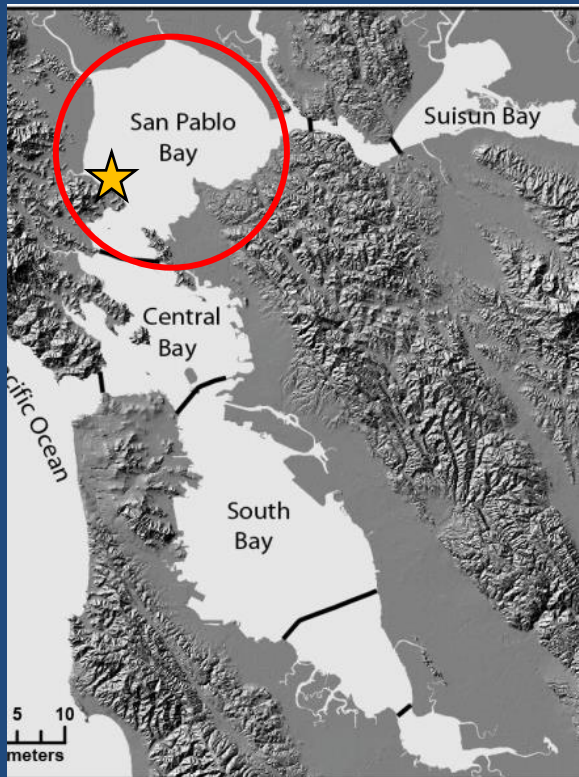 San Pablo
Bay
Suisun Bay
Central
Bay
cific Ocean
South
Bay
5 10
meters